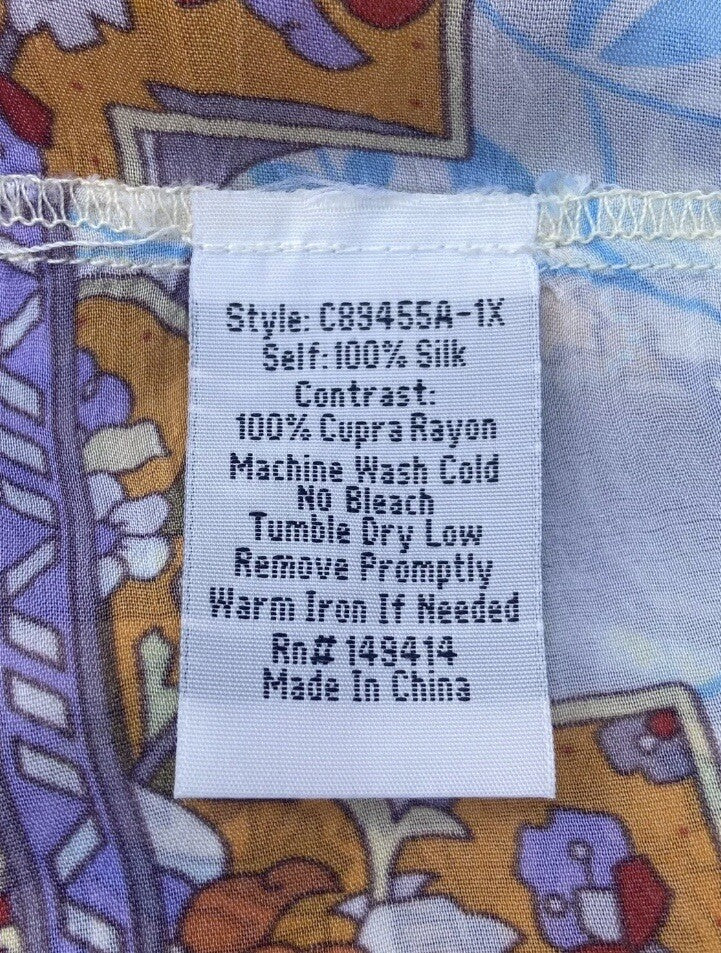 Style: C89455A-1X
Self:100% Silk
Contrast:
100% Cupra Rayon
Machine Wash Cold
No Bleach
Tumble Dry Low
Remove Promptly
Warm Iron If Needed
Rn# 149414
Made In China